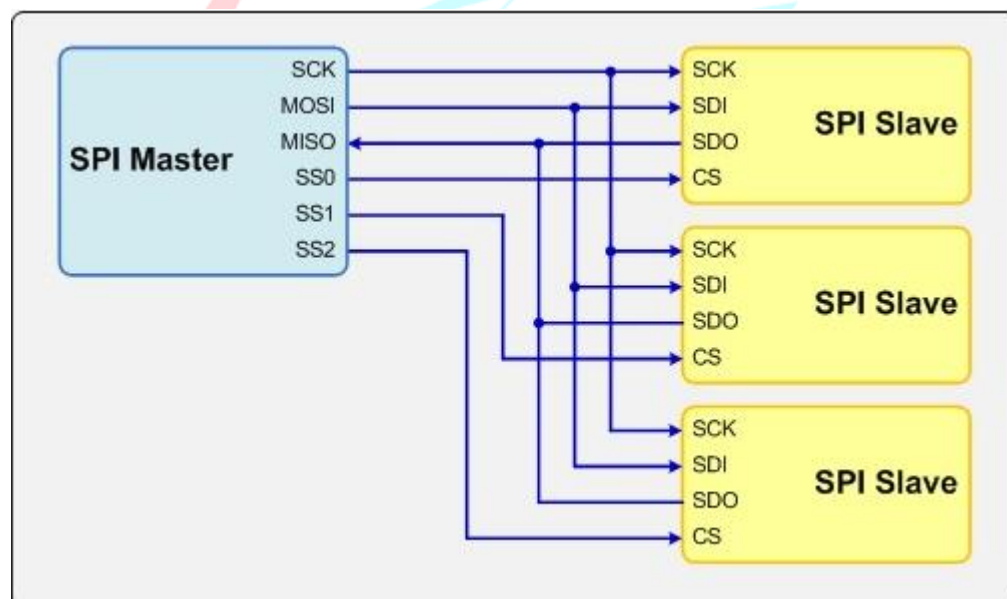 SPI Master
SCK
MOSI
MISO
SS0
SS1
SS2
SCK
SDI
SDO
CS
SPI Slave
SCK
SDI
SDO
CS
SPI Slave
SCK
SDI
SDO
CS
SPI Slave